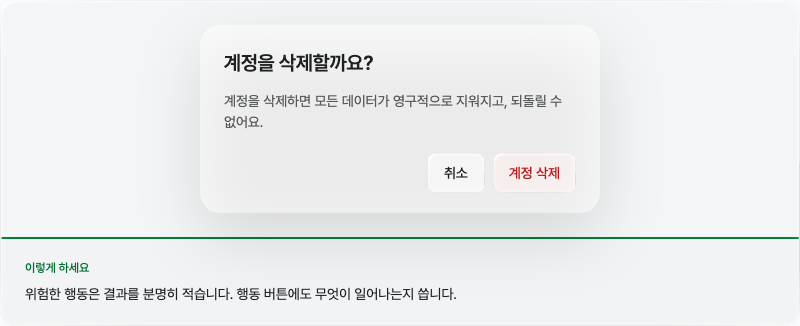 계정을 삭제할까요?
계정을 삭제하면 모든 데이터가 영구적으로 지워지고, 되돌릴 수
없어요.
취소
계정 삭제
이렇게 하세요
위험한 행동은 결과를 분명히 적습니다. 행동 버튼에도 무엇이 일어나는지 씁니다.